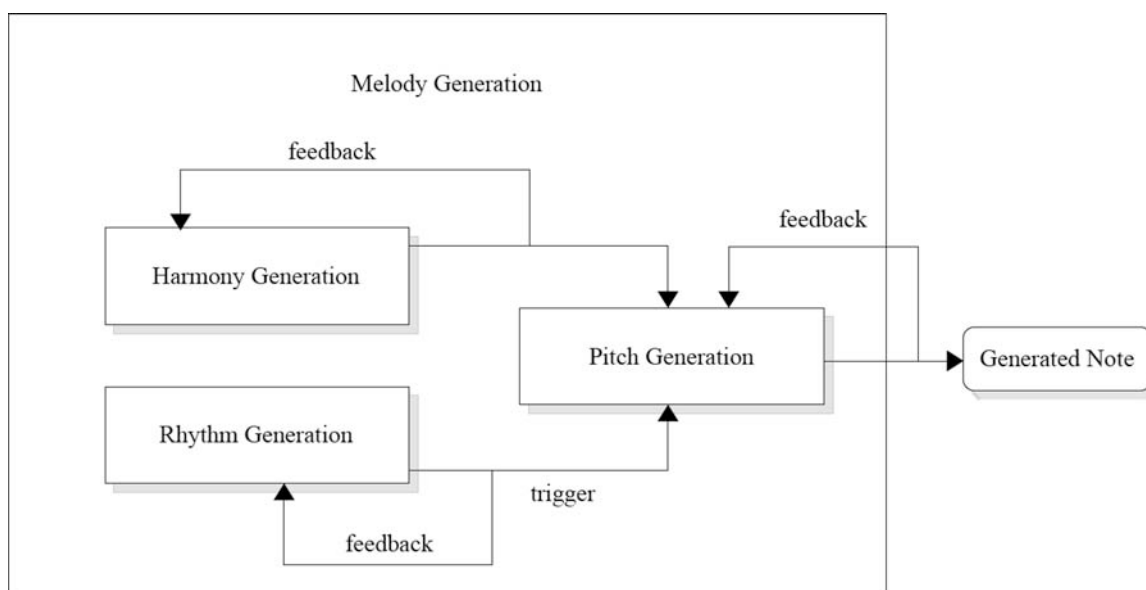 Melody Generation
feedback
feedback
Harmony Generation
Pitch Generation
Generated Note
Rhythm Generation
trigger
feedback